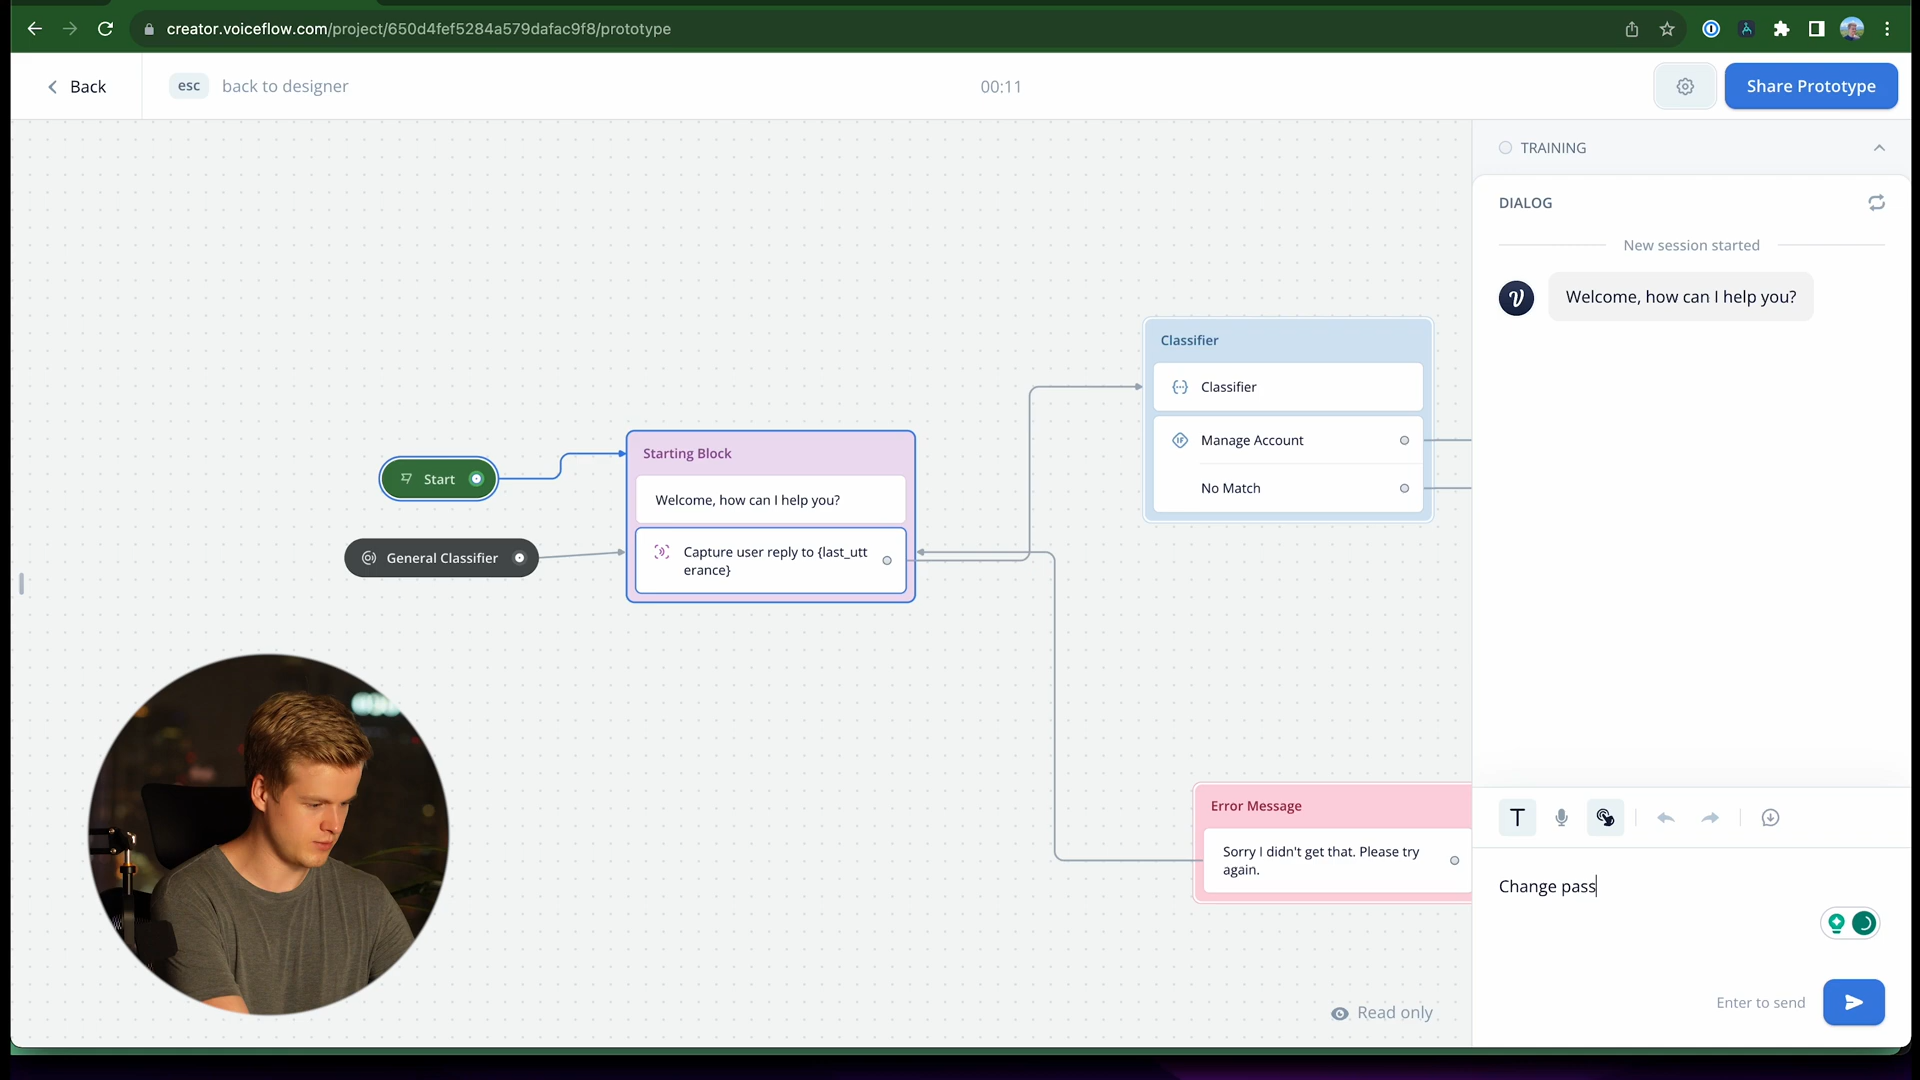 creator.voiceflow.com/project/650d4fef5284a579dafac9f8/prototype
Back
esc
back to designer
00:11
Share Prototype
TRAINING
DIALOG
New session started
Welcome, how can I help you?
Classifier
Classifier
Manage Account
No Match
Starting Block
Welcome, how can I help you?
Capture user reply to {last_utt
erance}
Start
General Classifier
Error Message
Sorry I didn't get that. Please try
again.
T
Change pass
Enter to send
Read only